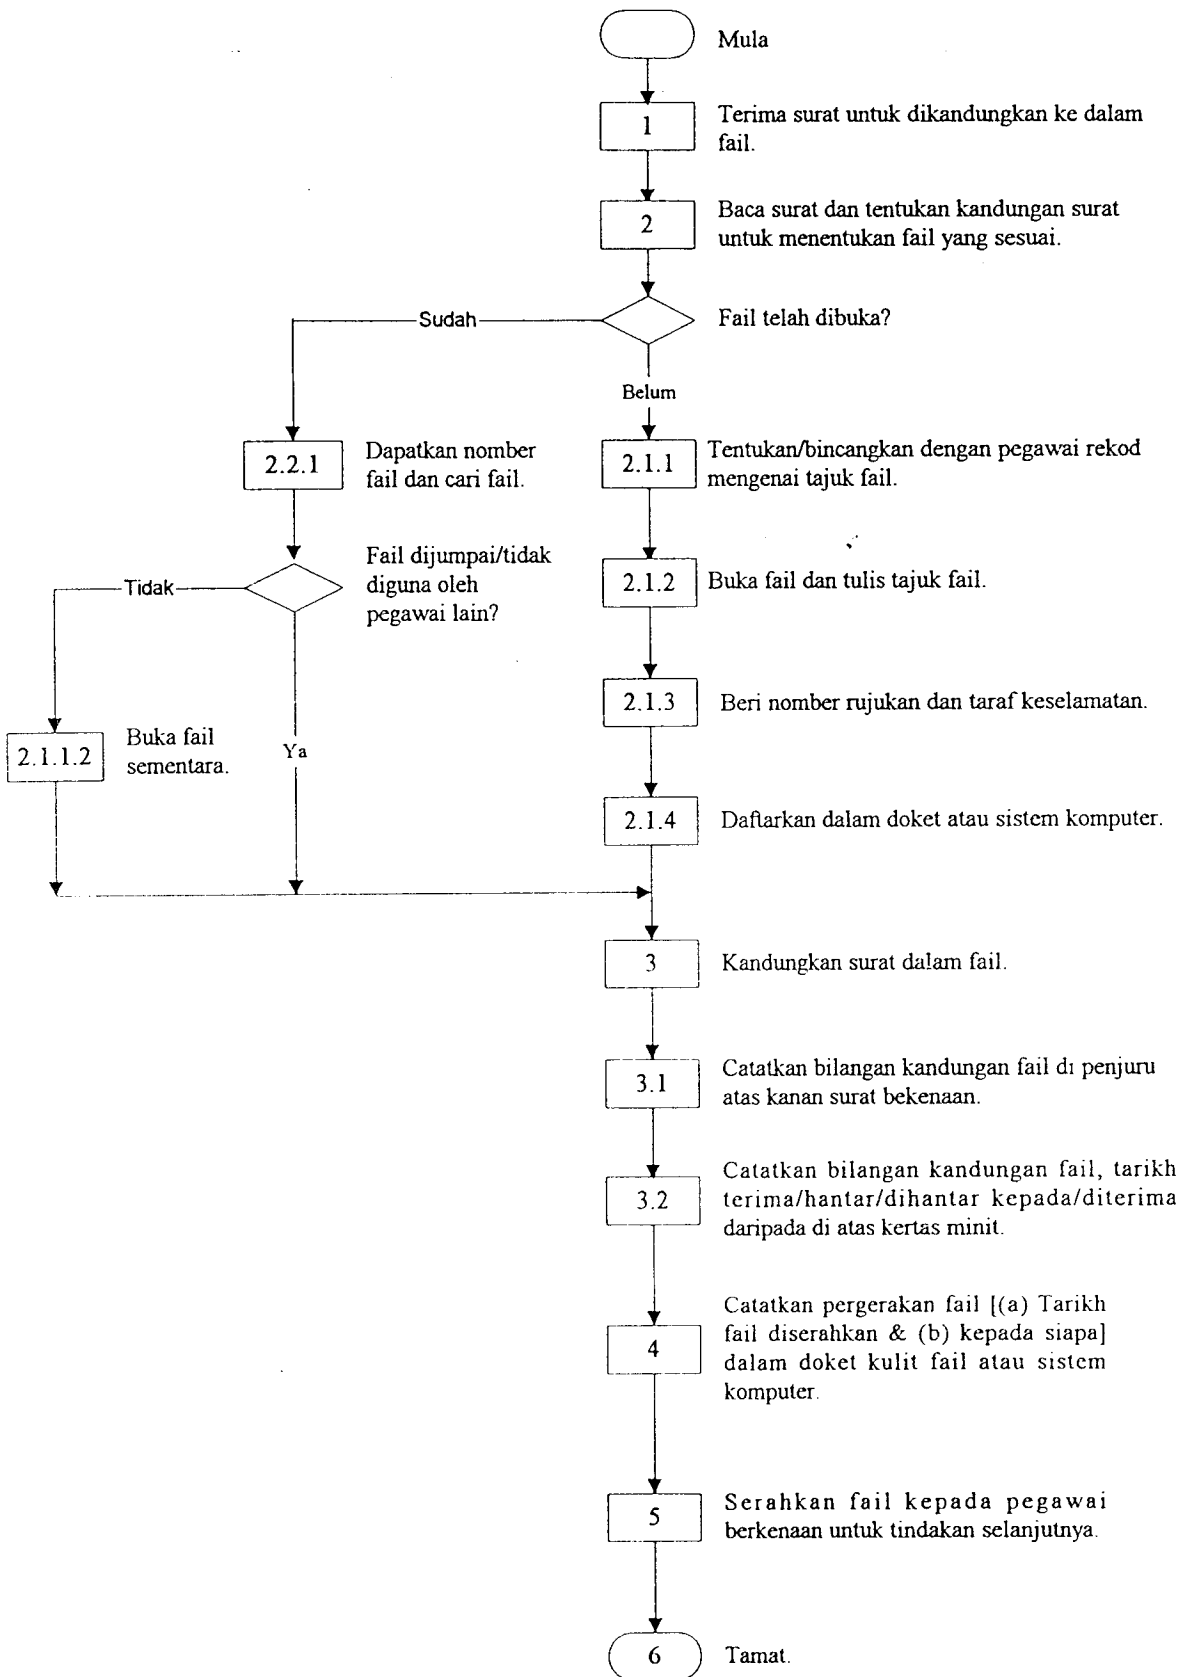 Mula
1
Terima surat untuk dikandungkan ke dalam
fail.
2
Baca surat dan tentukan kandungan surat
untuk menentukan fail yang sesuai.
Sudah
Fail telah dibuka?
Belum
2.2.1
Dapatkan nomber
fail dan cari fail.
2.1.1
Tentukan/bincangkan dengan pegawai rekod
mengenai tajuk fail.
Tidak
Fail dijumpai/tidak
diguna oleh
pegawai lain?
2.1.2
Buka fail dan tulis tajuk fail.
2.1.3
Beri nomber rujukan dan taraf keselamatan.
2.1.1.2
Buka fail
sementara.
Ya
2.1.4
Daftarkan dalam doket atau sistem komputer.
3
Kandungkan surat dalam fail.
3.1
Catatkan bilangan kandungan fail di penjuru
atas kanan surat bekenaan.
3.2
Catatkan bilangan kandungan fail, tarikh
terima/hantar/dihantar kepada/diterima
daripada di atas kertas minit.
4
Catatkan pergerakan fail [(a) Tarikh
fail diserahkan & (b) kepada siapa]
dalam doket kulit fail atau sistem
komputer.
5
Serahkan fail kepada pegawai
berkenaan untuk tindakan selanjutnya.
6
Tamat.